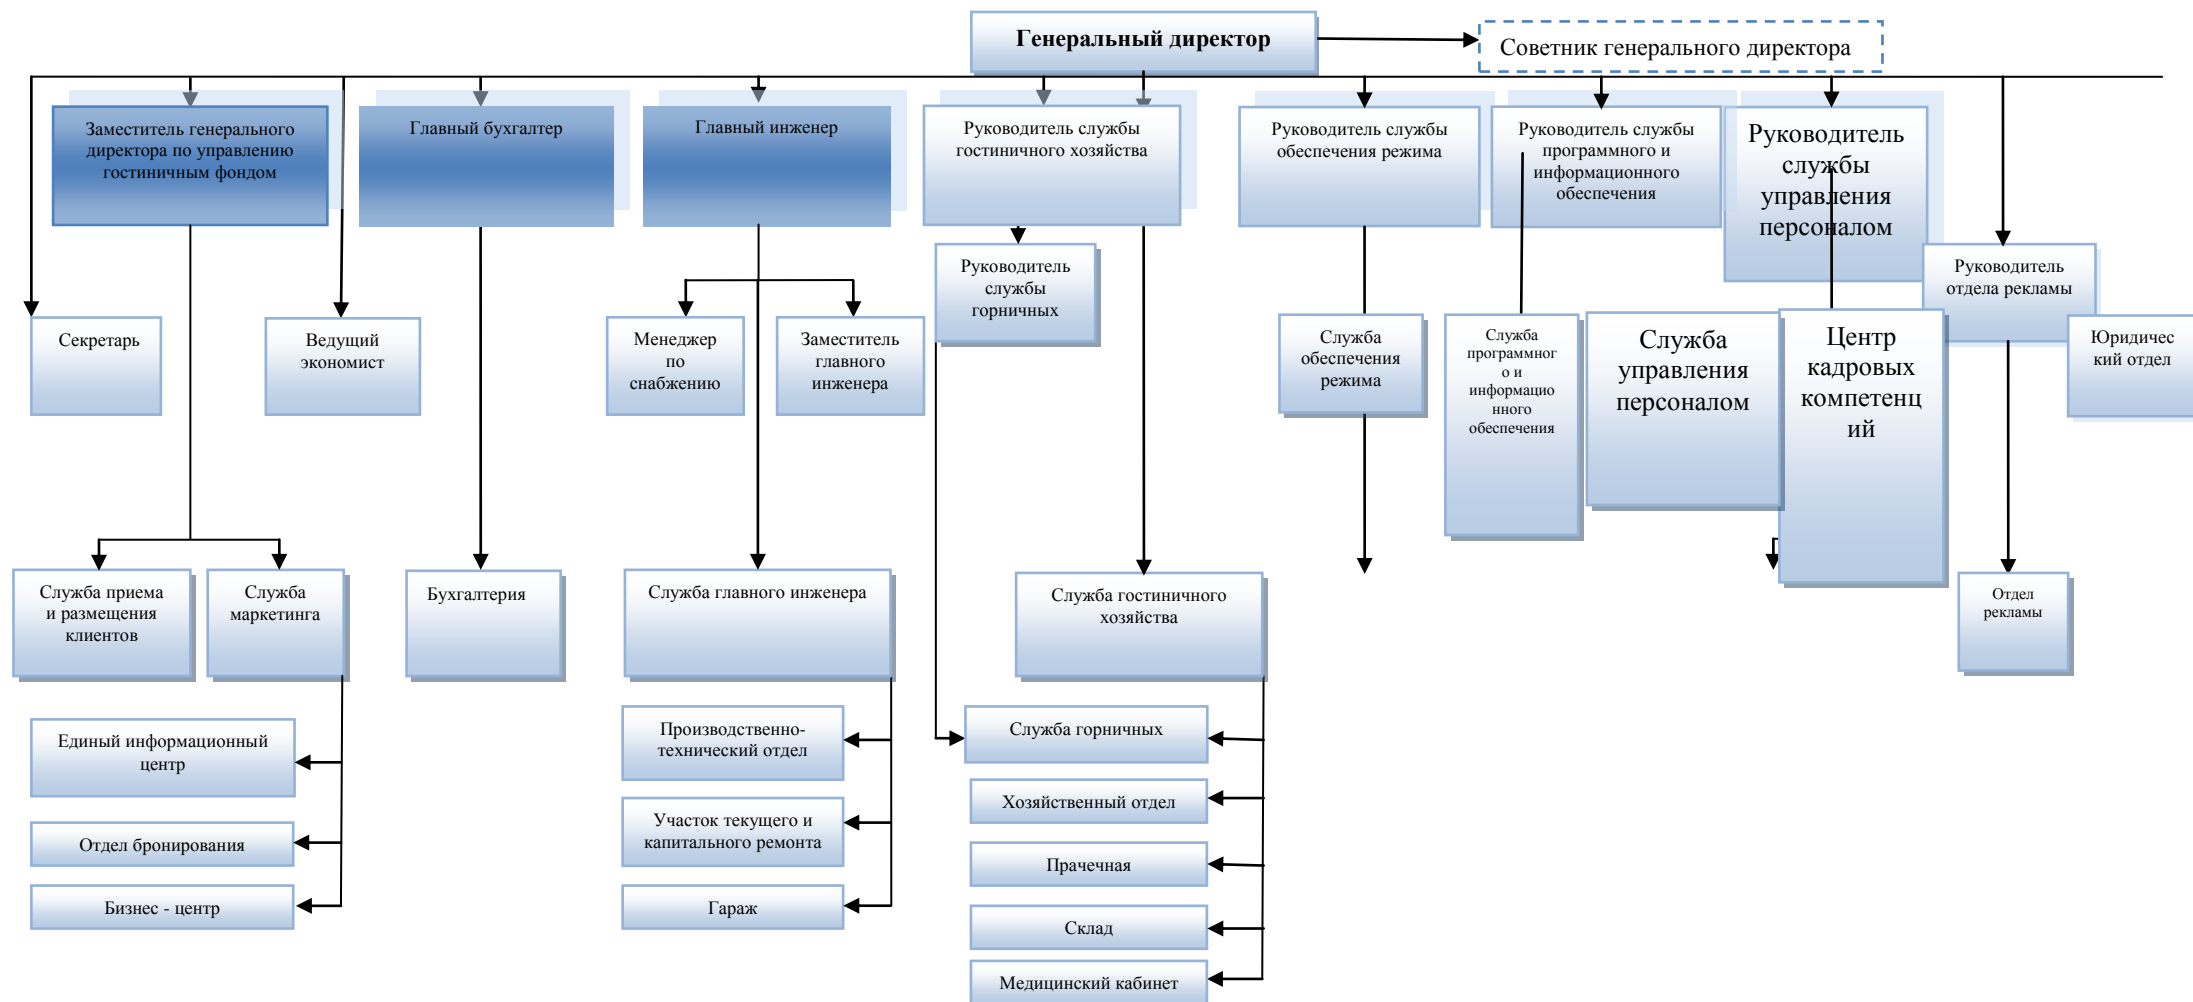 Генеральный директор
Советник генерального директора
Заместитель генерального
директора по управлению
гостиничным фондом
Главный бухгалтер
Главный инженер
Руководитель службы
гостиничного хозяйства
Руководитель службы
обеспечения режима
Руководитель службы
программного и
информационного
обеспечения
Руководитель
службы
управления
персоналом
Руководитель
службы
горничных
Руководитель
отдела рекламы
Секретарь
Ведущий
экономист
Менеджер
по
снабжению
Заместитель
главного
инженера
Служба
обеспечения
режима
Служба
программног
о и
информацио
нного
обеспечения
Служба
управления
персоналом
Центр
кадровых
компетенц
ий
Юридичес
кий отдел
Служба приема
и размещения
клиентов
Служба
маркетинга
Бухгалтерия
Служба главного инженера
Служба гостиничного
хозяйства
Отдел
рекламы
Единый информационный
центр
Отдел бронирования
Бизнес - центр
Производственно-
технический отдел
Участок текущего и
капитального ремонта
Гараж
Служба горничных
Хозяйственный отдел
Прачечная
Склад
Медицинский кабинет